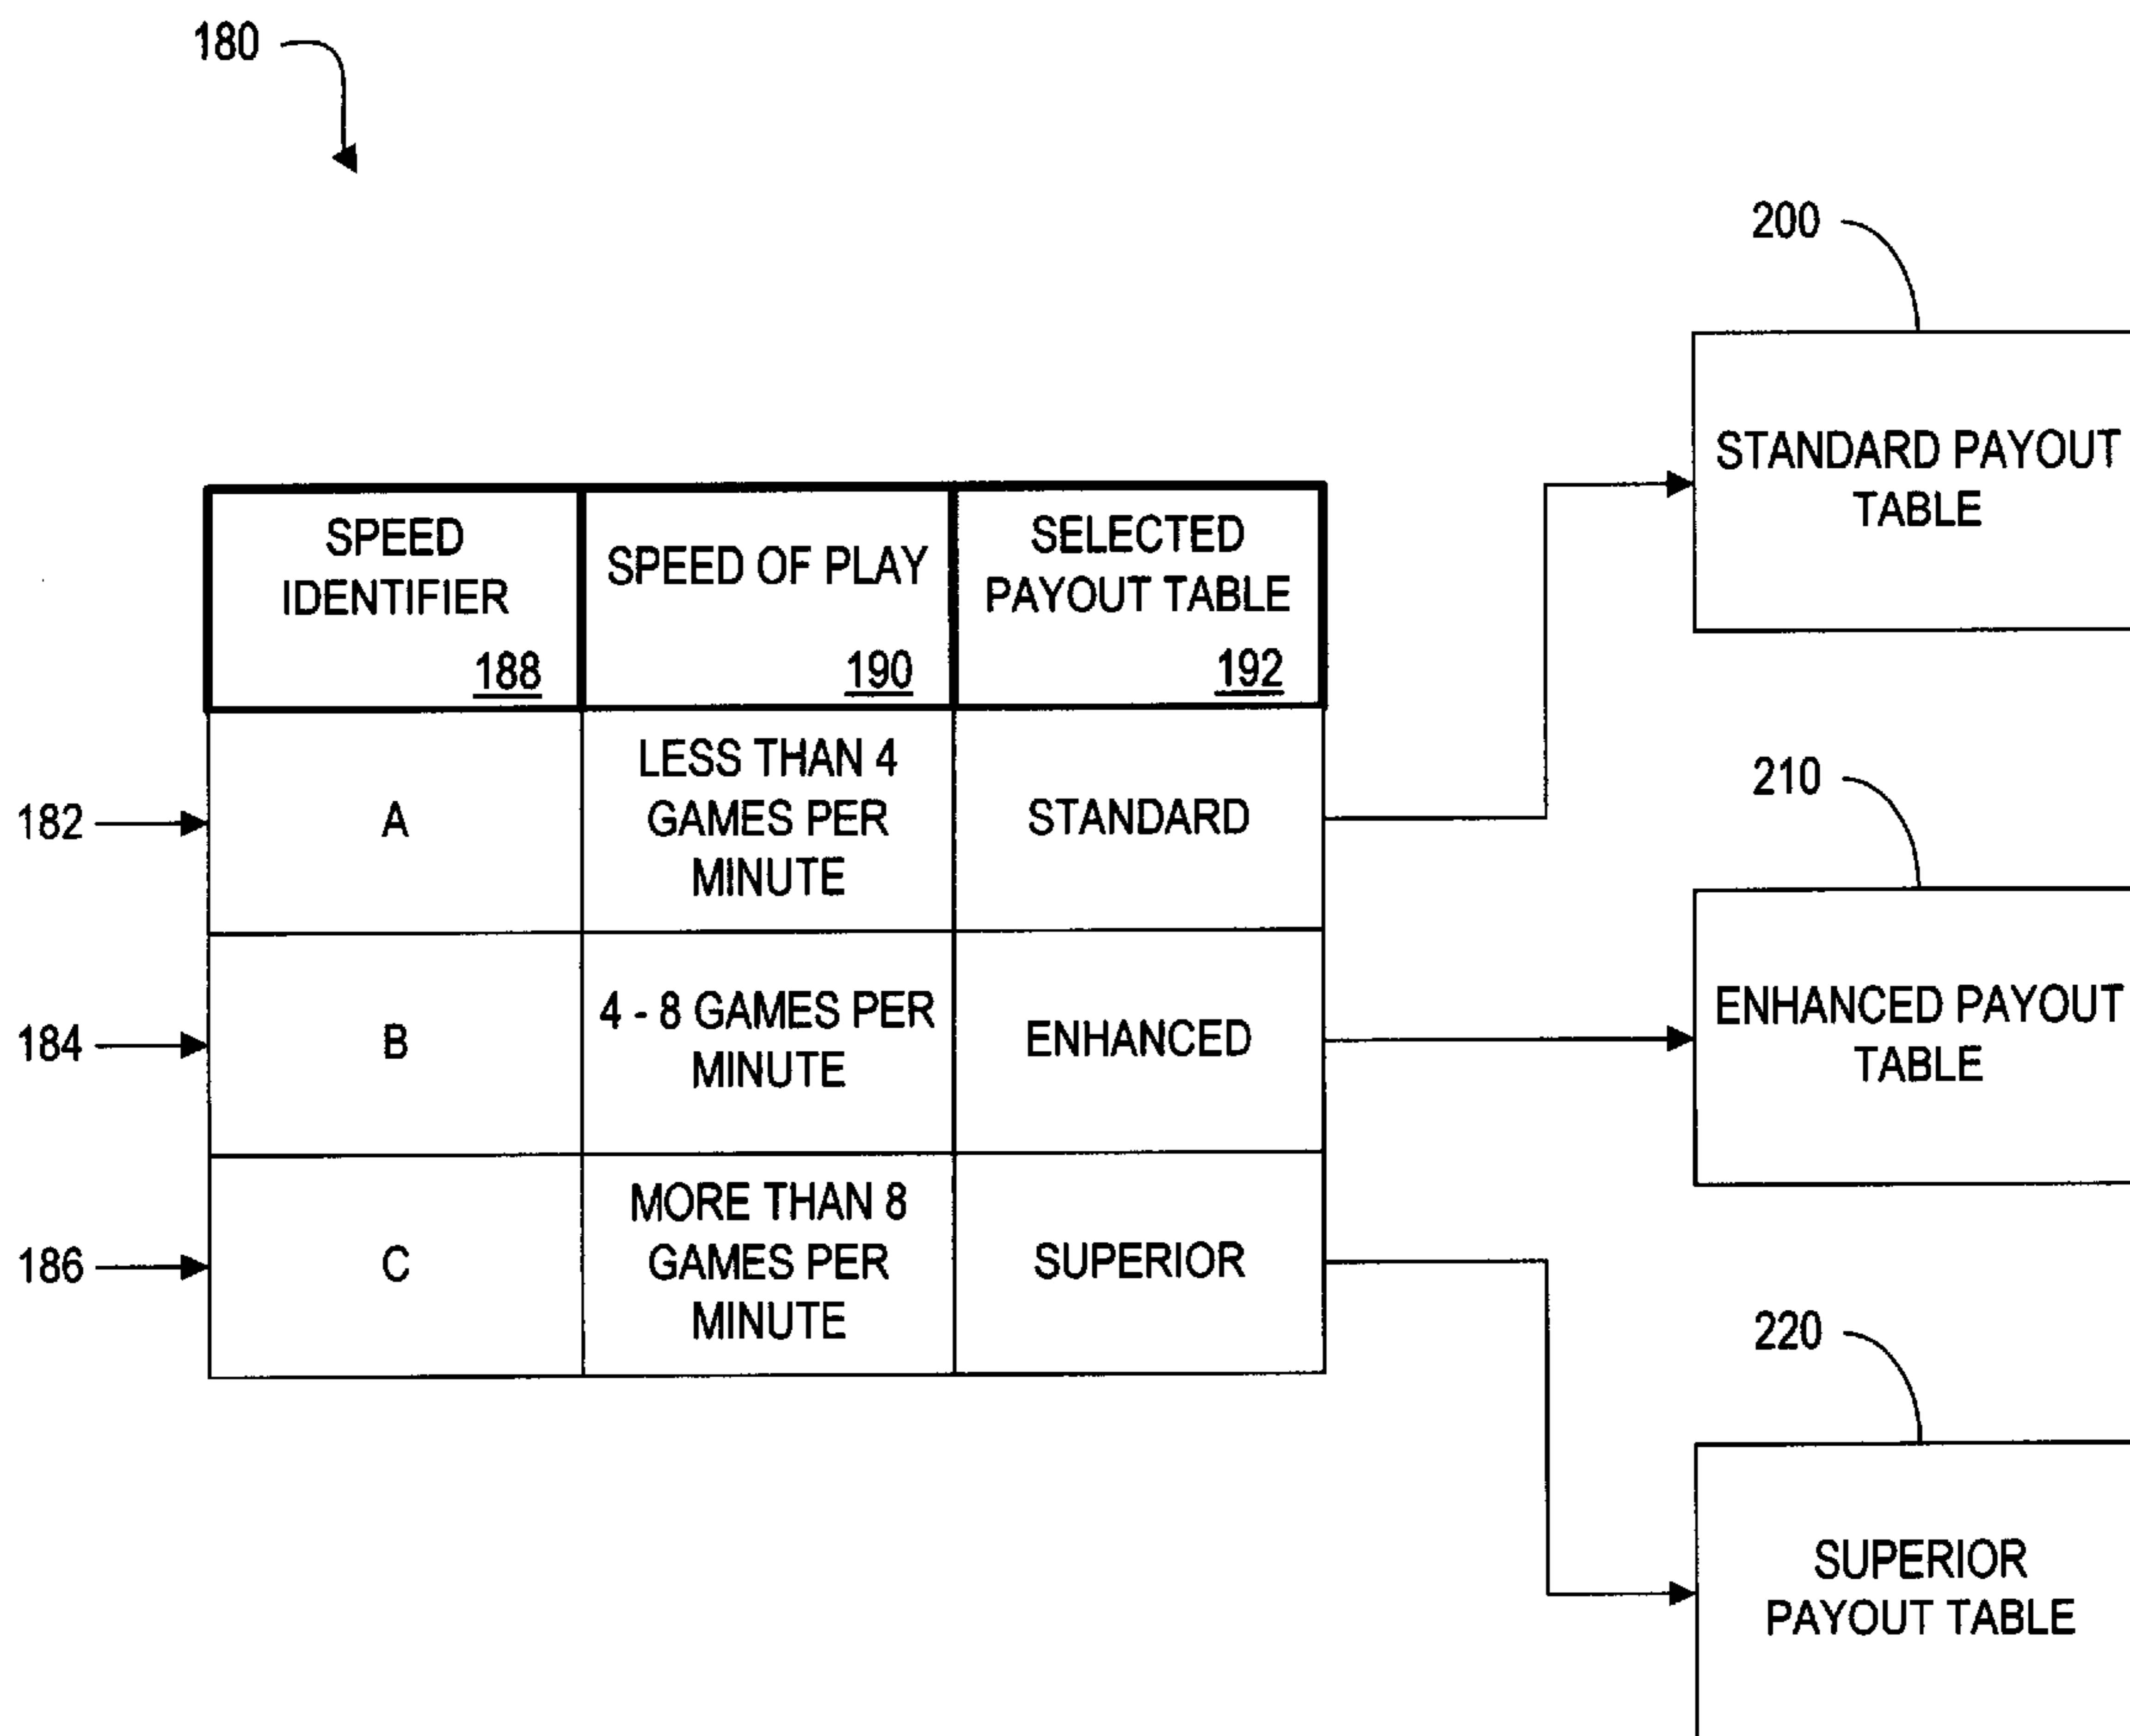 180
200
STANDARD PAYOUT
TABLE
SPEED
IDENTIFIER
188
SPEED OF PLAY
190
SELECTED
PAYOUT TABLE
192
182
A
LESS THAN 4
GAMES PER
MINUTE
STANDARD
210
ENHANCED PAYOUT
TABLE
184
B
4 - 8 GAMES PER
MINUTE
ENHANCED
186
C
MORE THAN 8
GAMES PER
MINUTE
SUPERIOR
220
SUPERIOR
PAYOUT TABLE